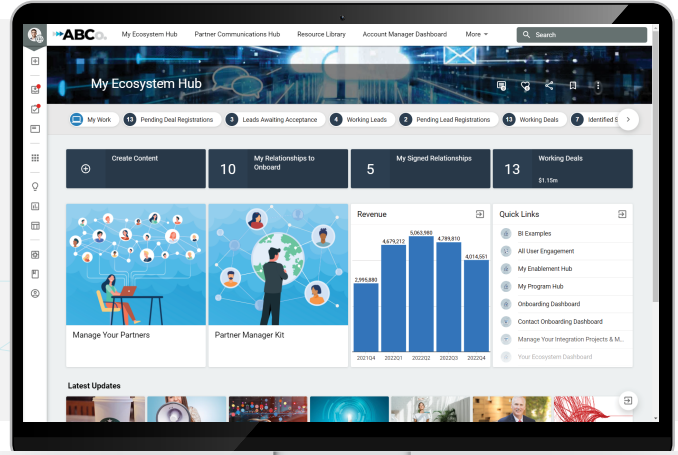 ABCo.
My Ecosystem Hub
Partner Communications Hub
Resource Library
Account Manager Dashboard
More
Search
My Ecosystem Hub
My Work
13 Pending Deal Registrations
3 Leads Awaiting Acceptance
4 Working Leads
2 Pending Lead Registrations
13 Working Deals
7 Identified S
Create Content
10 My Relationships to
Onboard
5 My Signed Relationships
13 Working Deals
$1.15m
Manage Your Partners
Partner Manager Kit
Revenue
2,995,880
4,679,212
5,063,980
4,789,810
4,014,551
2021Q4 2022Q1 2022Q2 2022Q3 2022Q4
Quick Links
BI Examples
All User Engagement
My Enablement Hub
My Program Hub
Onboarding Dashboard
Contact Onboarding Dashboard
Manage Your Integration Projects & M...
Your Ecosystem Dashboard
Latest Updates